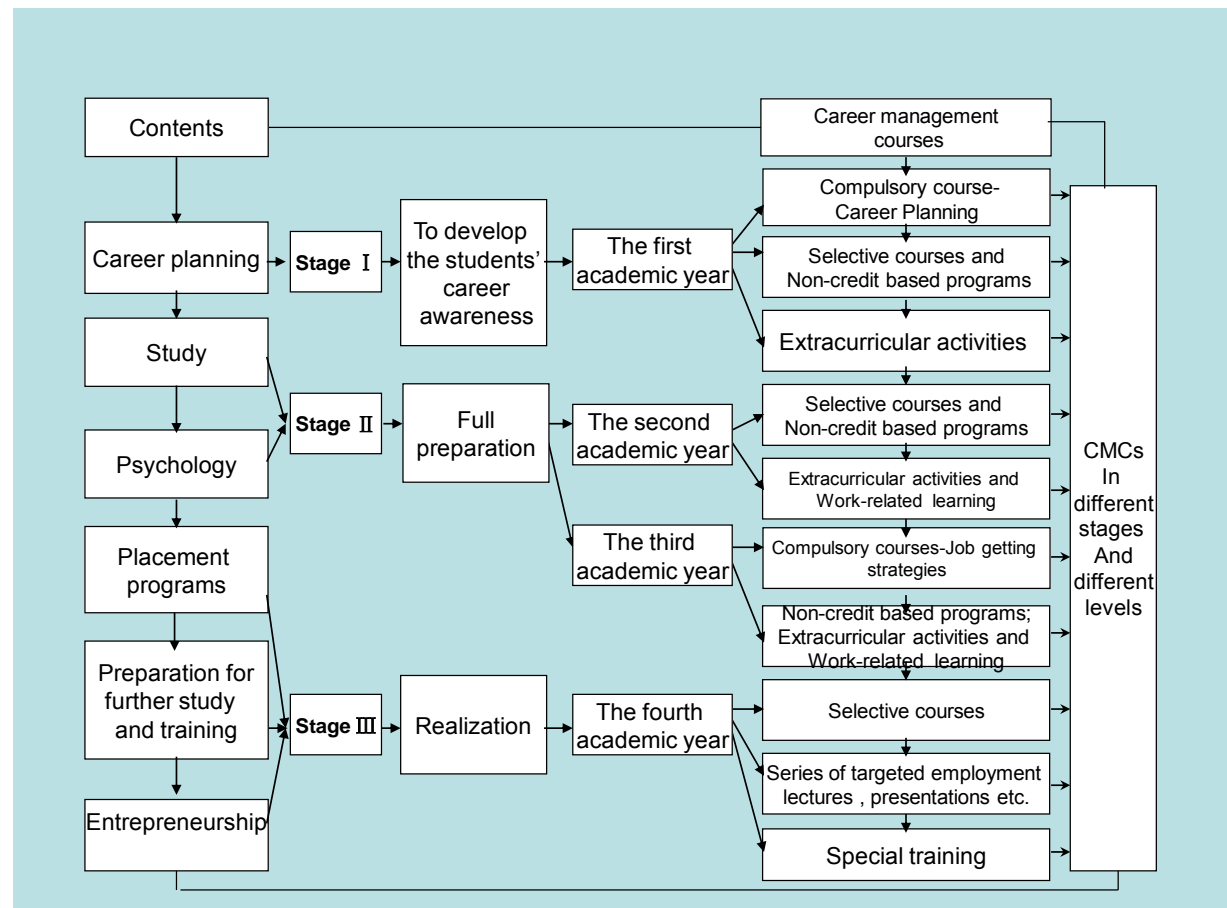 Contents
Career management
courses
Compulsory course-
Career Planning
Career planning
Stage Ⅰ
To develop
the students’
career
awareness
The first
academic year
Selective courses and
Non-credit based programs
Extracurricular activities
Study
Psychology
Stage Ⅱ
Full
preparation
The second
academic year
Selective courses and
Non-credit based programs
Extracurricular activities and
Work-related learning
The third
academic year
Compulsory courses-Job getting
strategies
Non-credit based programs;
Extracurricular activities and
Work-related learning
Placement
programs
Preparation for
further study
and training
Entrepreneurship
Stage Ⅲ
Realization
The fourth
academic year
Selective courses
Series of targeted employment
lectures , presentations etc.
Special training
CMCs
In
different
stages
And
different
levels